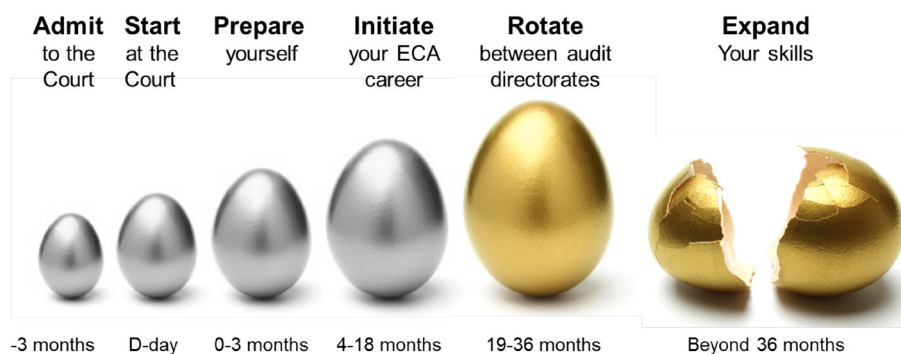 Admit
to the
Court
Start
at the
Court
Prepare
yourself
Initiate
your ECA
career
Rotate
between audit
directorates
Expand
Your skills
-3 months
D-day
0-3 months
4-18 months
19-36 months
Beyond 36 months